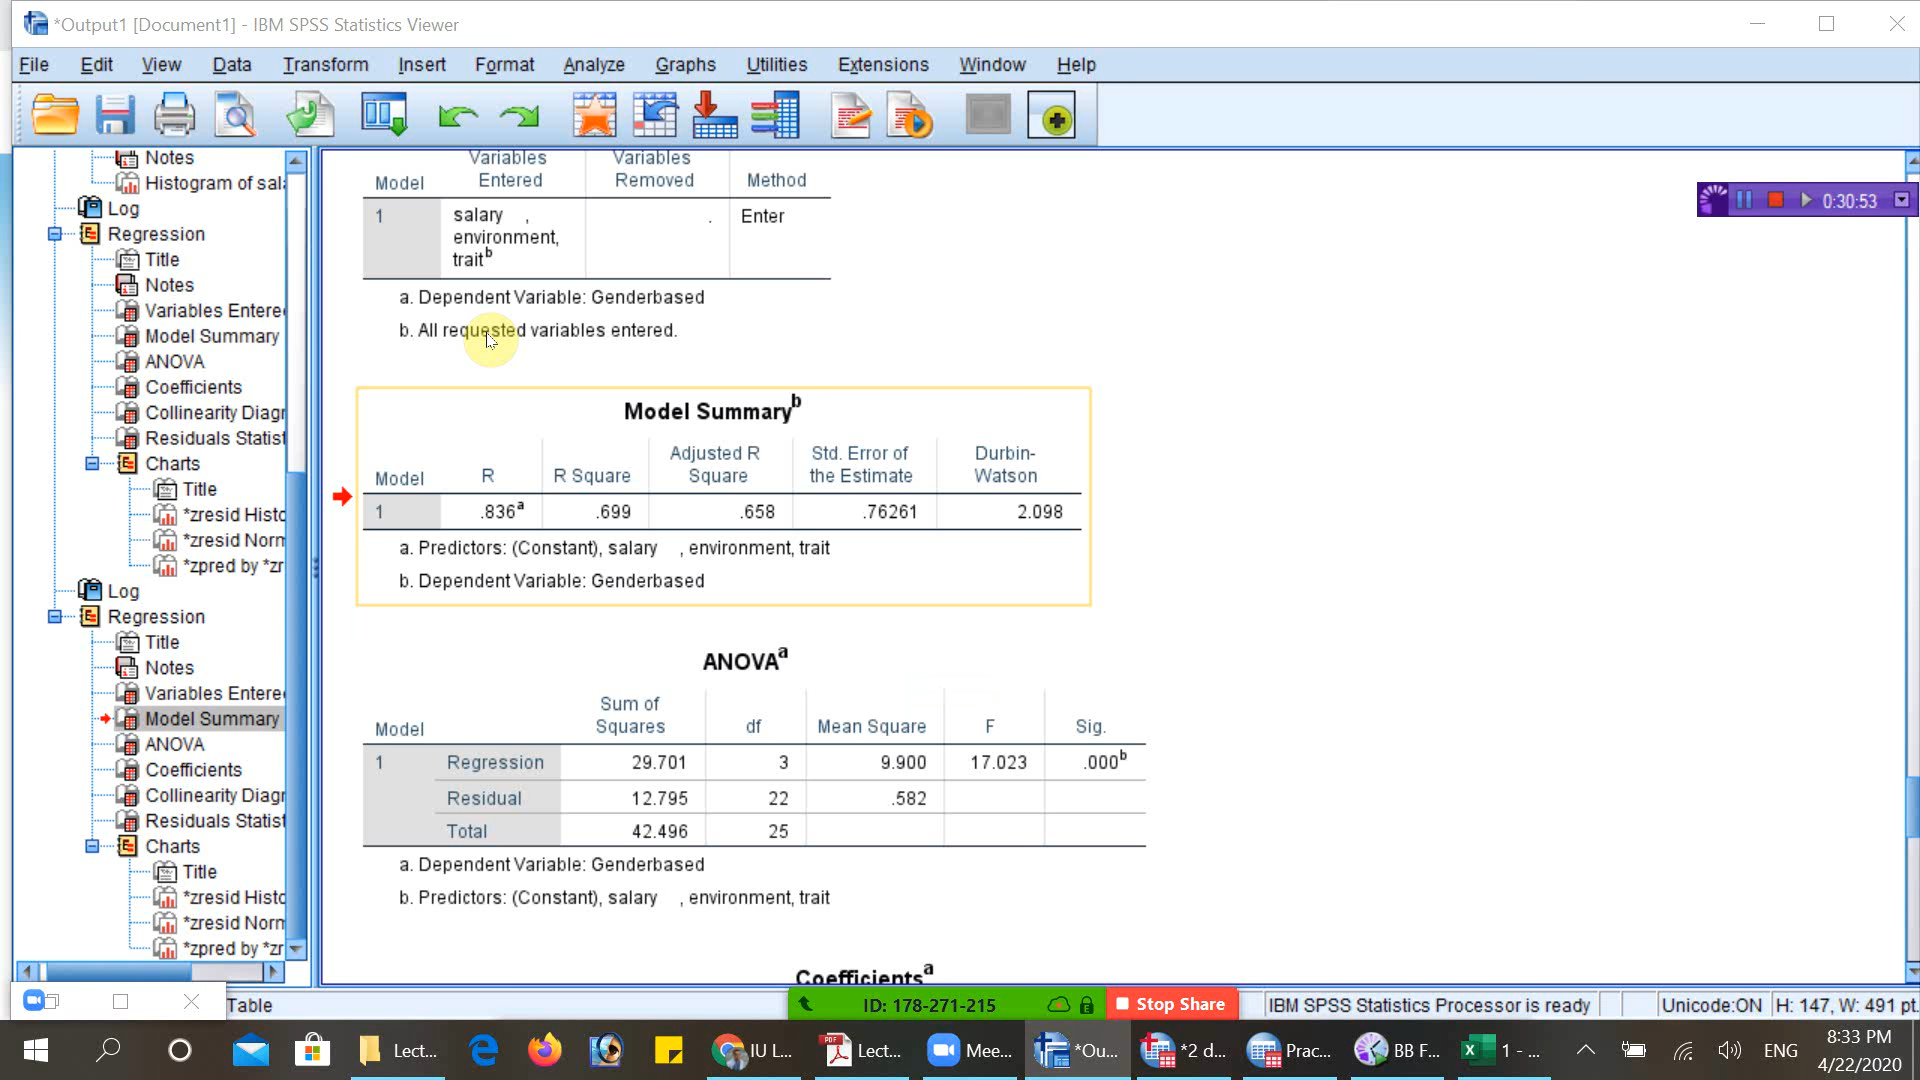 *Output1 [Document1] - IBM SPSS Statistics Viewer
File Edit View Data Transform Insert Format Analyze Graphs Utilities Extensions Window Help
Notes
Histogram of sal
Log
Regression
Title
Notes
Variables Entere
Model Summary
ANOVA
Coefficients
Collinearity Diagr
Residuals Statist
Charts
Title
*zresid Histo
*zresid Norm
*zpred by *zr
Log
Regression
Title
Notes
Variables Entere
Model Summary
ANOVA
Coefficients
Collinearity Diagr
Residuals Statist
Charts
Title
*zresid Histo
*zresid Norm
*zpred by *zr
Model Variables Entered Variables Removed Method
1 salary , environment, trait^b . Enter
a. Dependent Variable: Genderbased
b. All requested variables entered.
0:30:53
Model Summary^b
Model R R Square Adjusted R Square Std. Error of the Estimate Durbin-Watson
1 .836^a .699 .658 .76261 2.098
a. Predictors: (Constant), salary , environment, trait
b. Dependent Variable: Genderbased
ANOVA^a
Model Sum of Squares df Mean Square F Sig.
1 Regression 29.701 3 9.900 17.023 .000^b
Residual 12.795 22 .582
Total 42.496 25
a. Dependent Variable: Genderbased
b. Predictors: (Constant), salary , environment, trait
Coefficients^a
Table
ID: 178-271-215 Stop Share
IBM SPSS Statistics Processor is ready Unicode:ON H: 147, W: 491 pt.
Lect... IU L... Lect... Mee... *Ou... *2 d... Prac... BB F... 1 - ... ENG
8:33 PM
4/22/2020